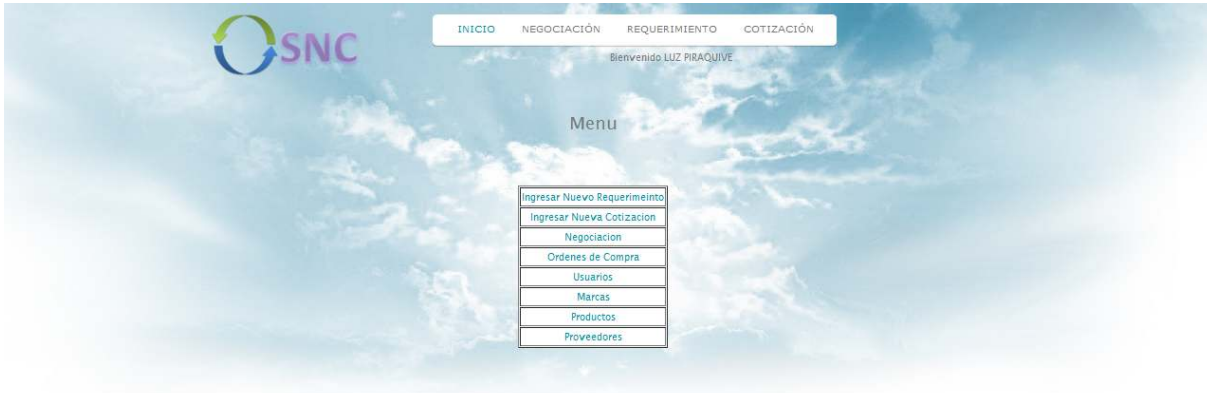 SNC
INICIO NEGOCIACIÓN REQUERIMIENTO COTIZACIÓN
Bienvenido LUZ PIRAQUIVE
Menu
Ingresar Nuevo Requerimeinto
Ingresar Nueva Cotizacion
Negociacion
Ordenes de Compra
Usuarios
Marcas
Productos
Proveedores